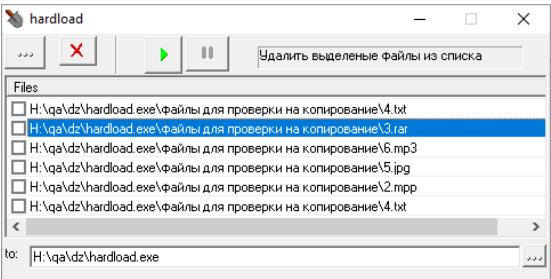 hardload
...
Удалить выделеные файлы из списка
Files
H:\qa\dz\hardload.exe\файлы для проверки на копирование\4.txt
H:\qa\dz\hardload.exe\файлы для проверки на копирование\3.rar
H:\qa\dz\hardload.exe\файлы для проверки на копирование\6.mp3
H:\qa\dz\hardload.exe\файлы для проверки на копирование\5.jpg
H:\qa\dz\hardload.exe\файлы для проверки на копирование\2.mpp
H:\qa\dz\hardload.exe\файлы для проверки на копирование\4.txt
to: H:\qa\dz\hardload.exe ...